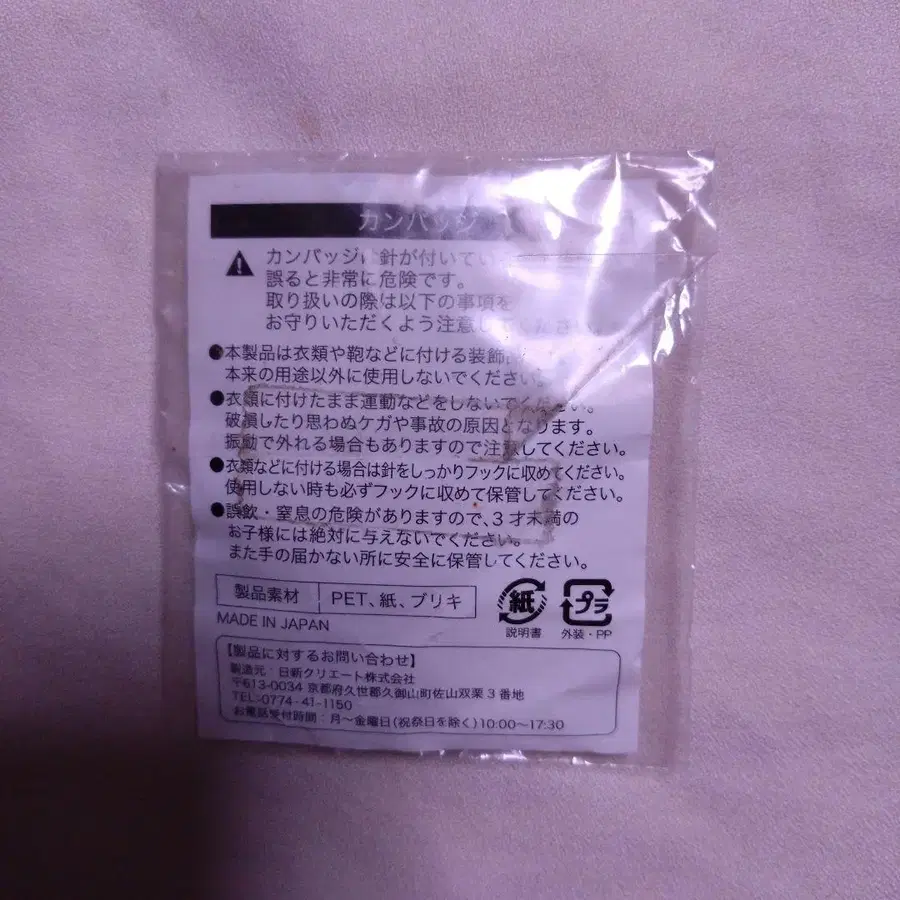 カンバッジ
カンバッジに針が付いてい
誤ると非常に危険です。
取り扱いの際は以下の事項を
お守りいただくよう注意してください。
●本製品は衣類や鞄などに付ける装飾
本来の用途以外に使用しないでください。
●衣類に付けたまま運動などをしないでください。
破損したり思わぬケガや事故の原因となります。
振動で外れる場合もありますので注意してください。
●衣類などに付ける場合は針をしっかりフックに収めてください。
使用しない時も必ずフックに収めて保管してください。
●誤飲・窒息の危険がありますので、3才未満の
お子様には絶対に与えないでください。
また手の届かない所に安全に保管してください。
製品素材 PET、紙、ブリキ
紙 説明書
プラ 外装・PP
MADE IN JAPAN
【製品に対するお問い合わせ】
製造元：日新クリエート株式会社
〒613-0034 京都府久世郡久御山町佐山双栗3番地
TEL:0774-41-1150
お電話受付時間：月〜金曜日(祝祭日を除く)10:00〜17:30